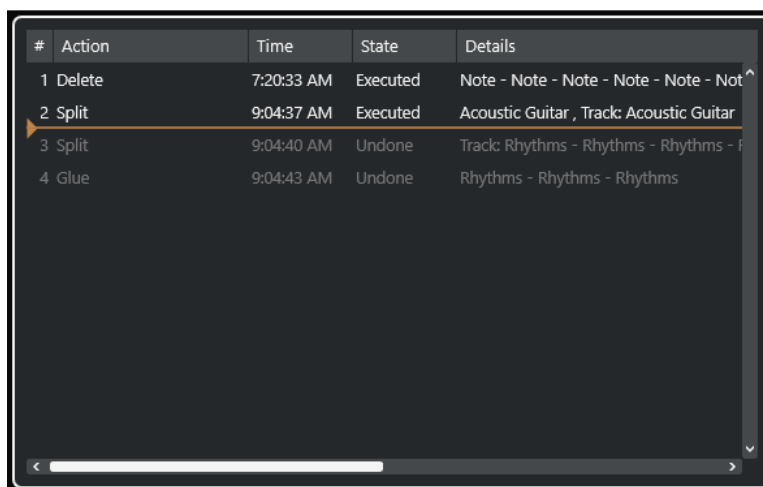 # Action Time State Details
1 Delete 7:20:33 AM Executed Note - Note - Note - Note - Note - Not
2 Split 9:04:37 AM Executed Acoustic Guitar , Track: Acoustic Guitar
3 Split 9:04:40 AM Undone Track: Rhythms - Rhythms - Rhythms -
4 Glue 9:04:43 AM Undone Rhythms - Rhythms - Rhythms